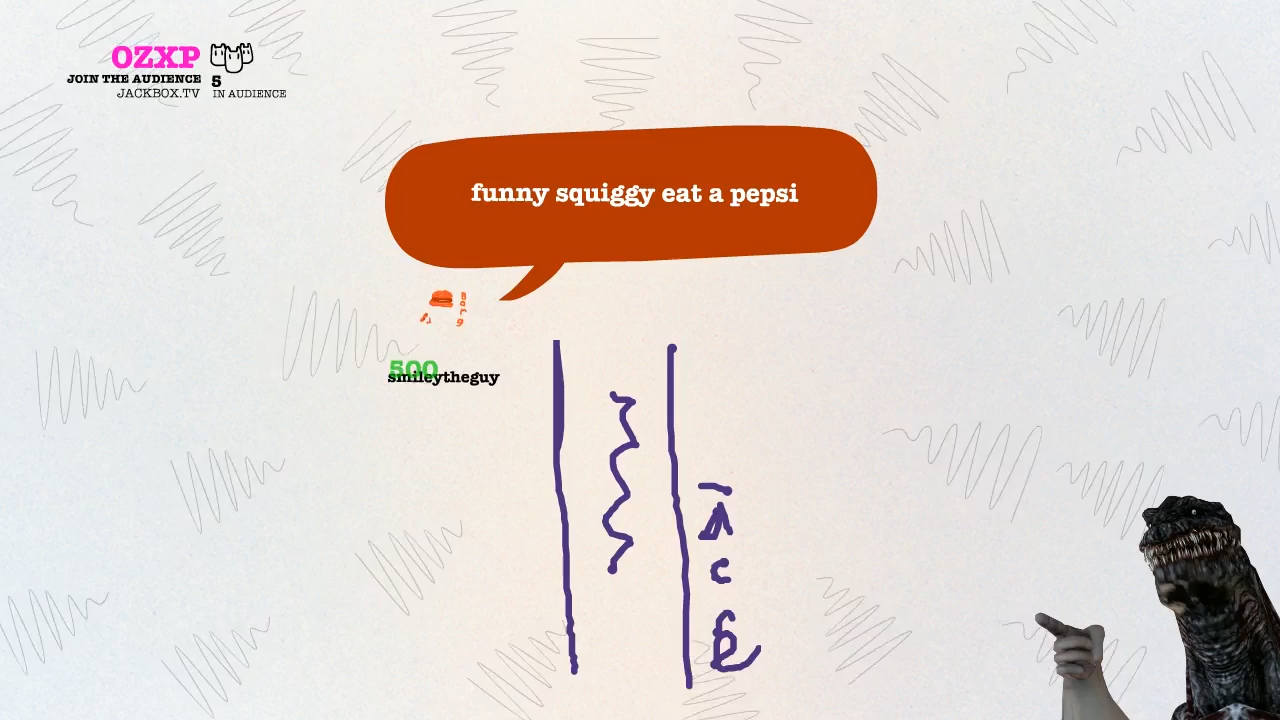 OZXP
JOIN THE AUDIENCE
JACKBOX.TV
5
IN AUDIENCE
funny squiggy eat a pepsi
500
smileytheguy